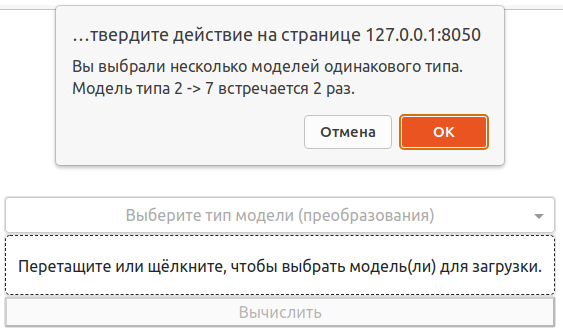 …твердите действие на странице 127.0.0.1:8050
Вы выбрали несколько моделей одинакового типа.
Модель типа 2 -> 7 встречается 2 раз.
Отмена
OK
Выберите тип модели (преобразования)
Перетащите или щёлкните, чтобы выбрать модель(ли) для загрузки.
Вычислить